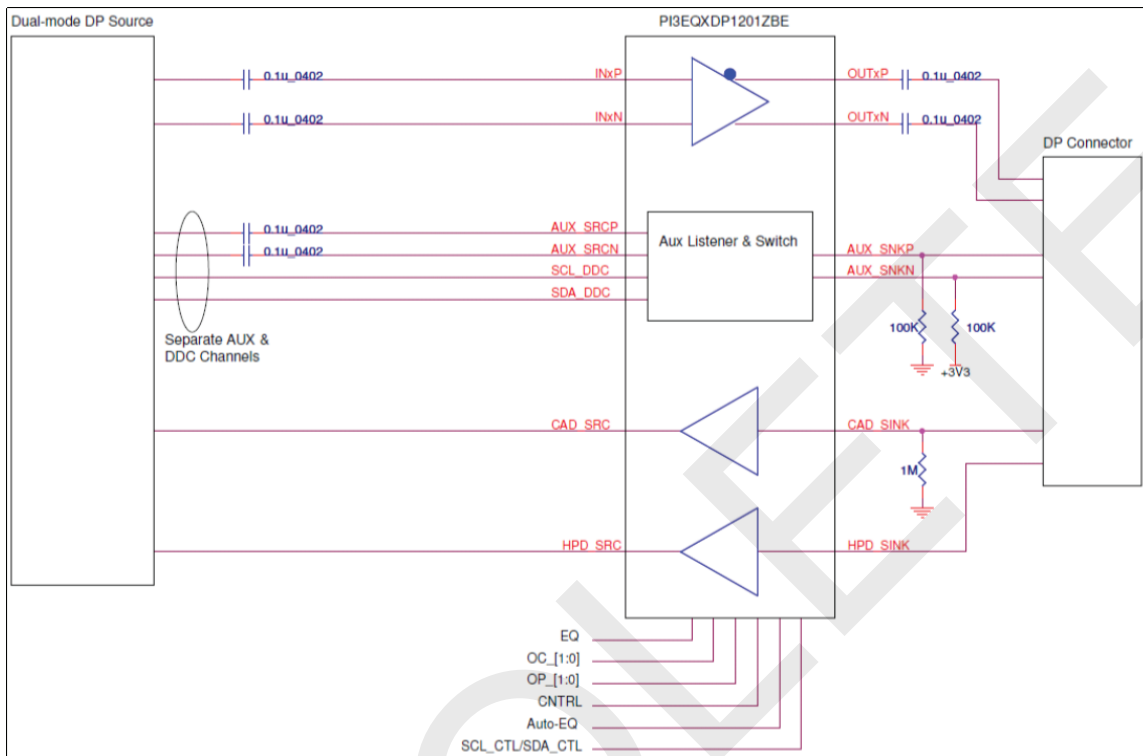 Dual-mode DP Source
PI3EQXDP1201ZBE
0.1u_0402
INxP
OUTxP
0.1u_0402
0.1u_0402
INxN
OUTxN
0.1u_0402
DP Connector
0.1u_0402
AUX_SRCP
0.1u_0402
AUX_SRCN
SCL_DDC
SDA_DDC
Aux Listener & Switch
AUX_SNKP
AUX_SNKN
Separate AUX &
DDC Channels
100K
100K
+3V3
CAD_SRC
CAD_SINK
1M
HPD_SRC
HPD_SINK
EQ
OC_[1:0]
OP_[1:0]
CNTRL
Auto-EQ
SCL_CTL/SDA_CTL
OLETE